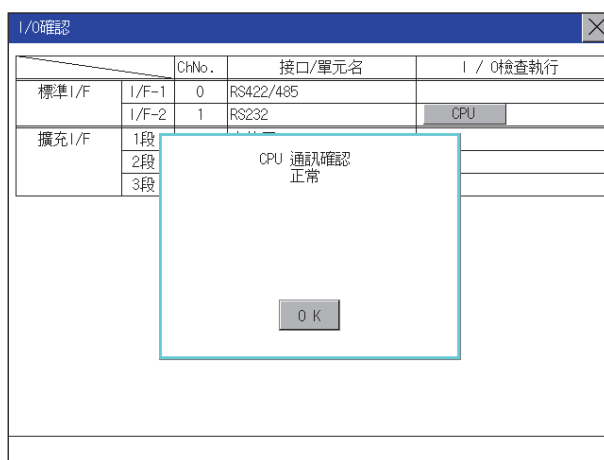 I/O確認
ChNo. 接口/單元名 I / O檢查執行
標準I/F I/F-1 0 RS422/485
I/F-2 1 RS232 CPU
擴充I/F 1段
2段
3段
CPU 通訊確認
正常
O K